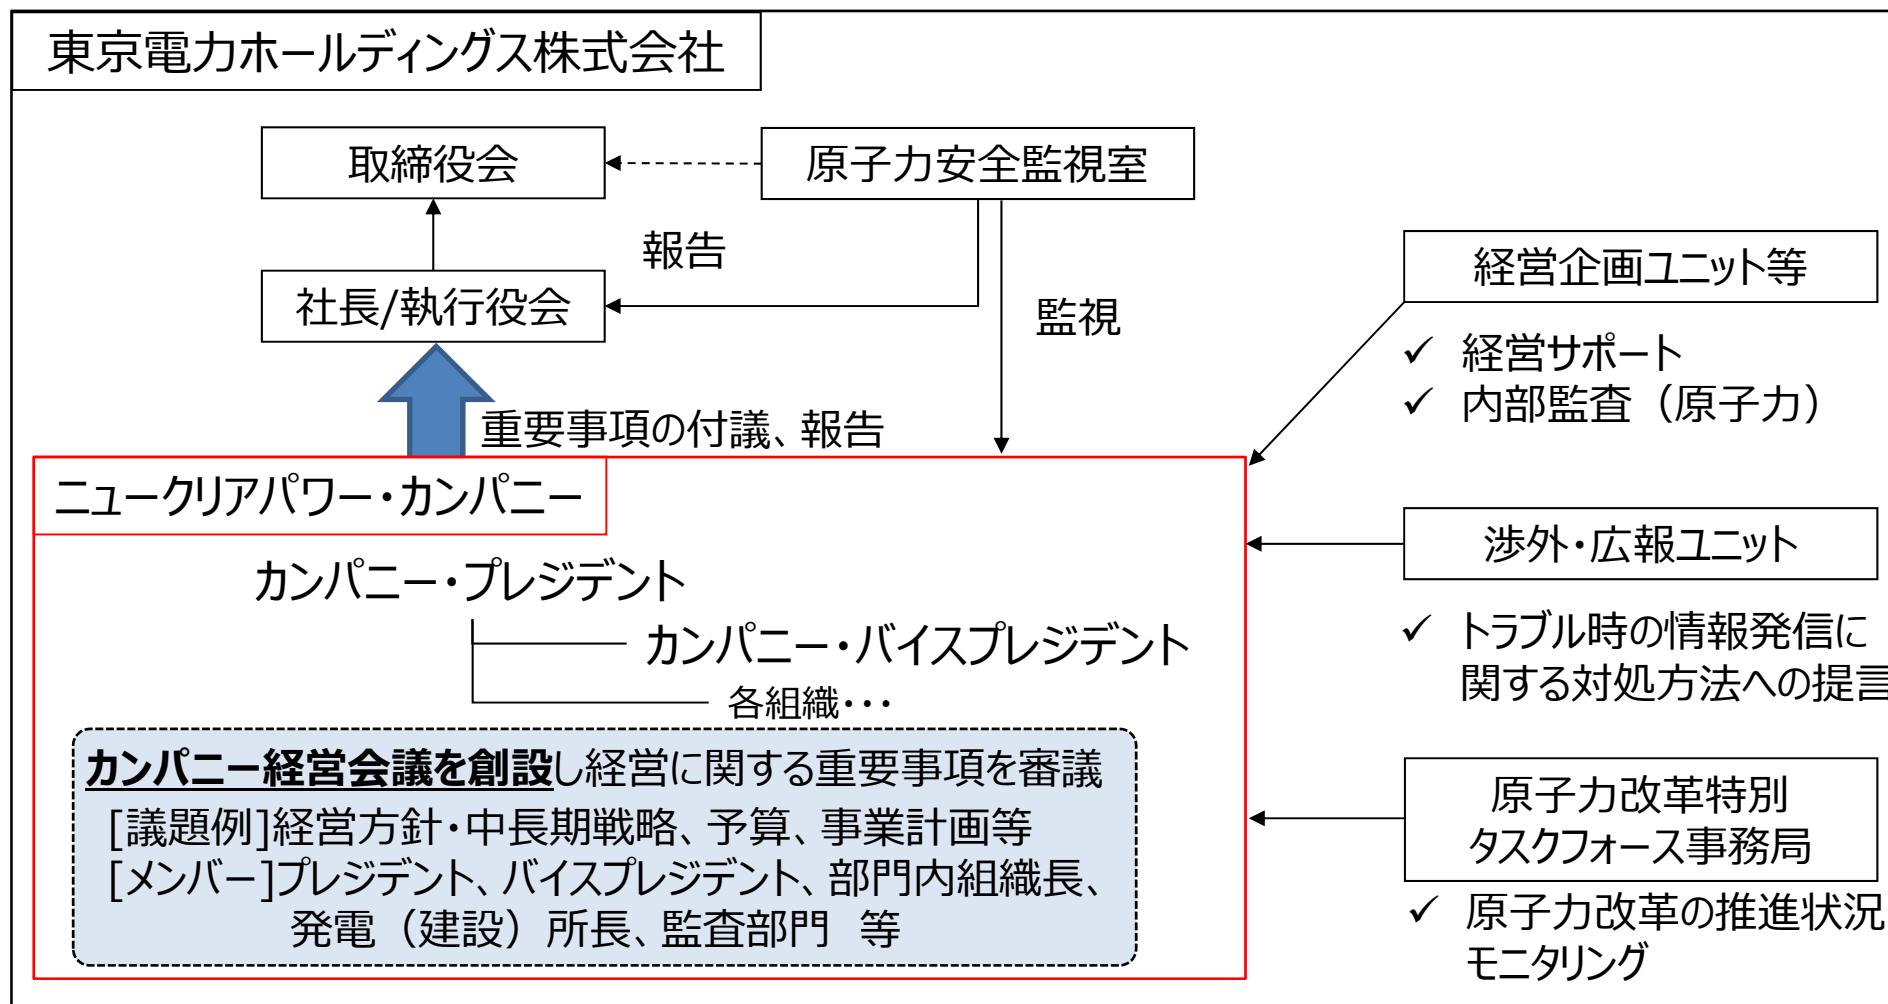 東京電力ホールディングス株式会社
取締役会
原子力安全監視室
報告
社長/執行役会
監視
重要事項の付議、報告
経営企画ユニット等
✓ 経営サポート
✓ 内部監査（原子力）
ニュークリアパワー・カンパニー
カンパニー・プレジデント
カンパニー・バイスプレジデント
各組織・・・
渉外・広報ユニット
✓ トラブル時の情報発信に
関する対処方法への提言
カンパニー経営会議を創設し経営に関する重要事項を審議
[議題例]経営方針・中長期戦略、予算、事業計画等
[メンバー]プレジデント、バイスプレジデント、部門内組織長、
発電（建設）所長、監査部門　等
原子力改革特別
タスクフォース事務局
✓ 原子力改革の推進状況
モニタリング